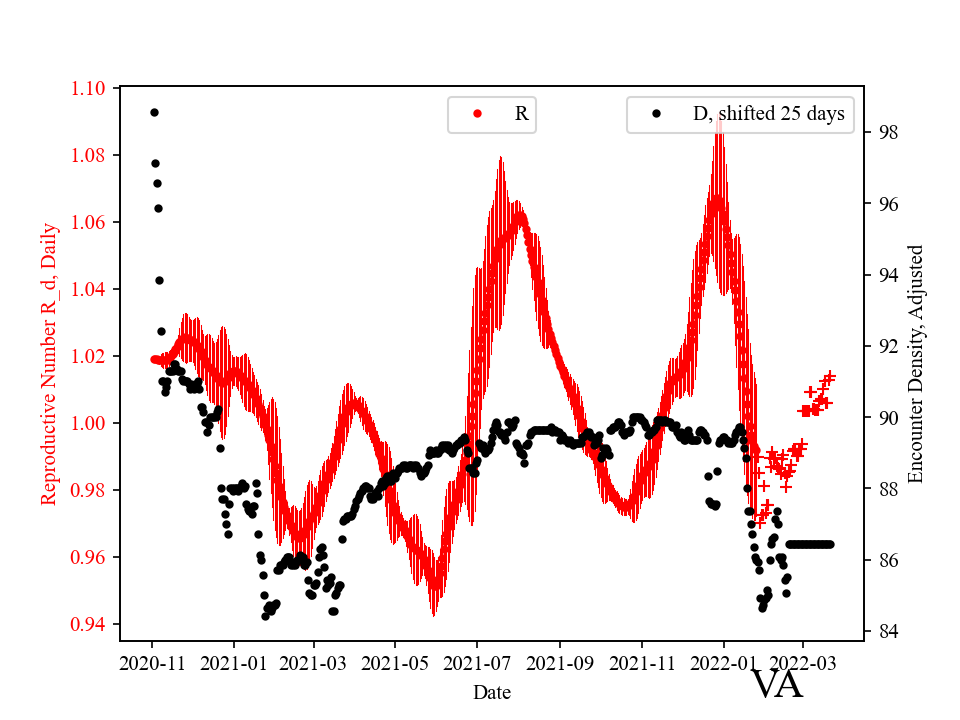 R
D, shifted 25 days
Reproductive Number R_d, Daily
1.10
1.08
1.06
1.04
1.02
1.00
0.98
0.96
0.94
98
96
94
92
90
88
86
84
Encounter Density, Adjusted
2020-11 2021-01 2021-03 2021-05 2021-07 2021-09 2021-11 2022-01 2022-03
Date
VA